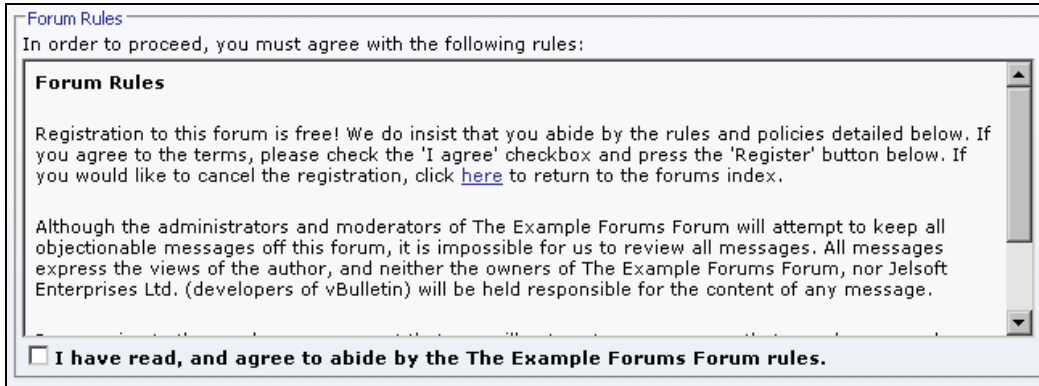 Forum Rules
In order to proceed, you must agree with the following rules:
Forum Rules
Registration to this forum is free! We do insist that you abide by the rules and policies detailed below. If
you agree to the terms, please check the 'I agree' checkbox and press the 'Register' button below. If
you would like to cancel the registration, click here to return to the forums index.
Although the administrators and moderators of The Example Forums Forum will attempt to keep all
objectionable messages off this forum, it is impossible for us to review all messages. All messages
express the views of the author, and neither the owners of The Example Forums Forum, nor Jelsoft
Enterprises Ltd. (developers of vBulletin) will be held responsible for the content of any message.
I have read, and agree to abide by the The Example Forums Forum rules.